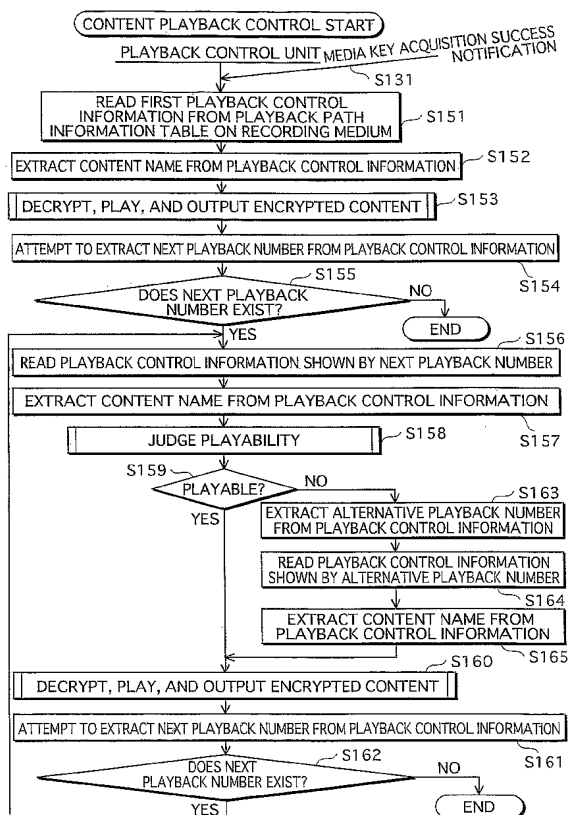 CONTENT PLAYBACK CONTROL START
PLAYBACK CONTROL UNIT
MEDIA KEY ACQUISITION SUCCESS
NOTIFICATION
S131
READ FIRST PLAYBACK CONTROL
INFORMATION FROM PLAYBACK PATH
INFORMATION TABLE ON RECORDING MEDIUM
S151
EXTRACT CONTENT NAME FROM PLAYBACK CONTROL INFORMATION
S152
DECRYPT, PLAY, AND OUTPUT ENCRYPTED CONTENT
S153
ATTEMPT TO EXTRACT NEXT PLAYBACK NUMBER FROM PLAYBACK CONTROL INFORMATION
S154
S155
DOES NEXT PLAYBACK
NUMBER EXIST?
NO
END
YES
S156
READ PLAYBACK CONTROL INFORMATION SHOWN BY NEXT PLAYBACK NUMBER
EXTRACT CONTENT NAME FROM PLAYBACK CONTROL INFORMATION
S157
JUDGE PLAYABILITY
S158
S159
PLAYABLE?
NO
YES
S163
EXTRACT ALTERNATIVE PLAYBACK NUMBER
FROM PLAYBACK CONTROL INFORMATION
READ PLAYBACK CONTROL INFORMATION
SHOWN BY ALTERNATIVE PLAYBACK NUMBER
S164
EXTRACT CONTENT NAME FROM
PLAYBACK CONTROL INFORMATION
S165
S160
DECRYPT, PLAY, AND OUTPUT ENCRYPTED CONTENT
ATTEMPT TO EXTRACT NEXT PLAYBACK NUMBER FROM PLAYBACK CONTROL INFORMATION
S161
S162
DOES NEXT
PLAYBACK NUMBER EXIST?
NO
YES
END